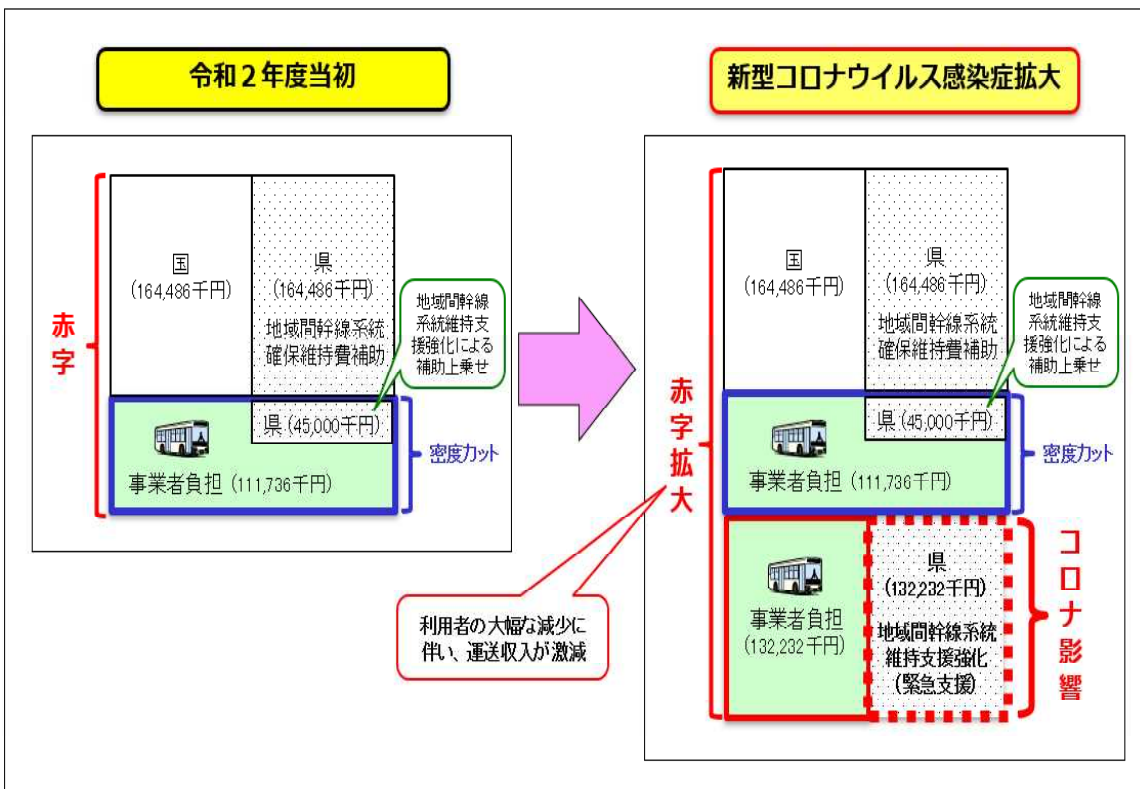 令和２年度当初
赤字
国
(164,486千円)
県
(164,486千円)
地域間幹線系統
確保維持費補助
地域間幹線
系統維持支
援強化による
補助上乗せ
県 (45,000千円)
事業者負担 (111,736千円)
密度カット
新型コロナウイルス感染症拡大
赤字拡大
国
(164,486千円)
県
(164,486千円)
地域間幹線系統
確保維持費補助
地域間幹線
系統維持支
援強化による
補助上乗せ
県 (45,000千円)
事業者負担 (111,736千円)
密度カット
利用者の大幅な減少に
伴い、運送収入が激減
事業者負担
(132,232千円)
県
(132,232千円)
地域間幹線系統
維持支援強化
(緊急支援)
コロナ影響